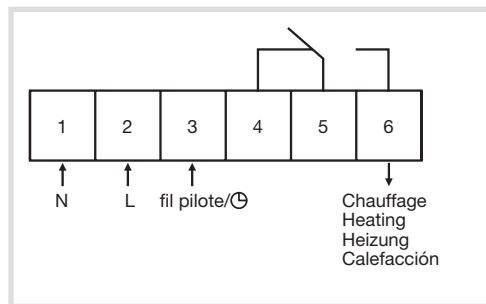 1 2 3 4 5 6
N L fil pilote/
Chauffage
Heating
Heizung
Calefacción